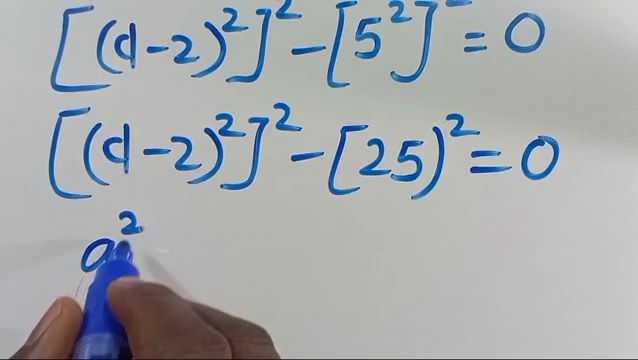 [(d-2)²]² - [5²]² = 0
[(d-2)²]² - [25)² = 0
a²